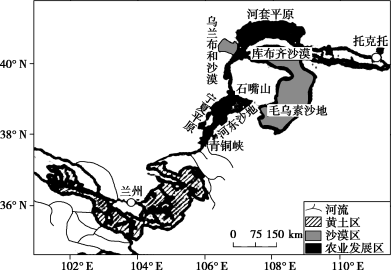 乌兰布和沙漠
河套平原
托克托
库布齐沙漠
40°N
石嘴山
宁夏平原
河东沙地
毛乌素沙地
38°N
青铜峡
兰州
36°N
河流
黄土区
沙漠区
农业发展区
0 75 150 km
102°E
104°E
106°E
108°E
110°E